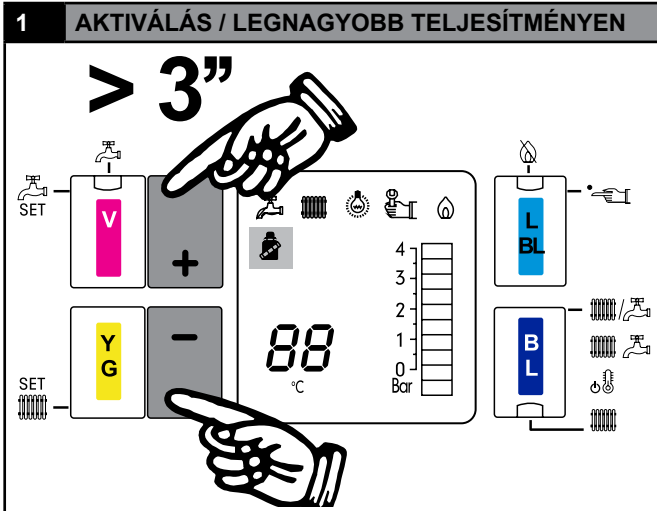 1 AKTIVÁLÁS / LEGNAGYOBB TELJESÍTMÉNYEN
> 3”
SET
V
+
L
BL
4
3
2
1
0
Bar
88
°C
Y
G
−
SET
B
L
/